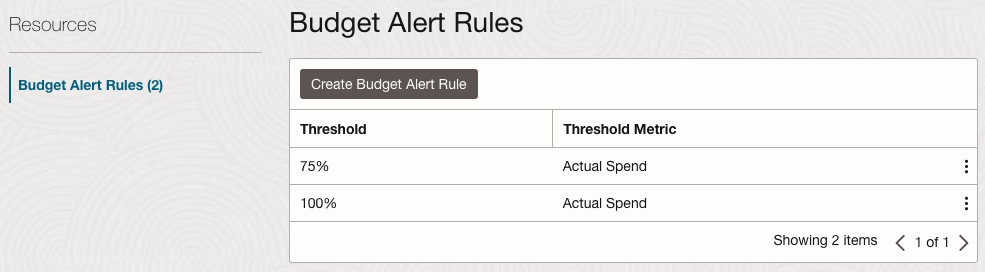 Resources
Budget Alert Rules (2)
Budget Alert Rules
Create Budget Alert Rule
Threshold Threshold Metric
75% Actual Spend
100% Actual Spend
Showing 2 items 1 of 1